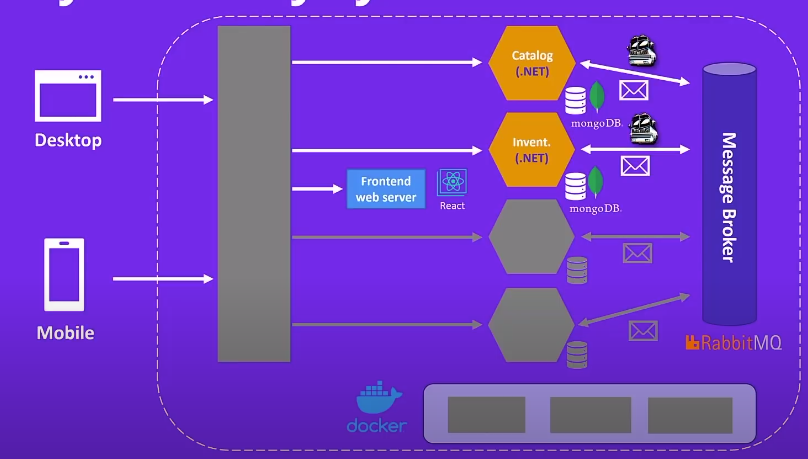 Desktop
Mobile
Catalog
(.NET)
mongoDB.
Invent.
(.NET)
mongoDB.
Frontend
web server
React
Message Broker
RabbitMQ
docker